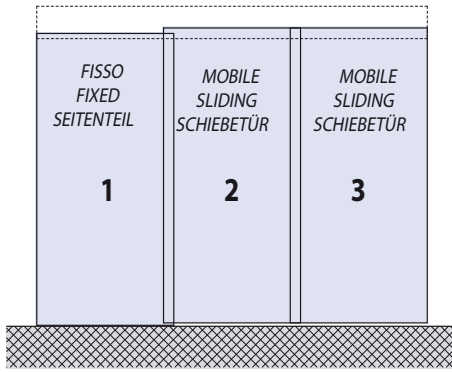 FISSO
FIXED
SEITENTEIL
1
MOBILE
SLIDING
SCHIEBETÜR
2
MOBILE
SLIDING
SCHIEBETÜR
3